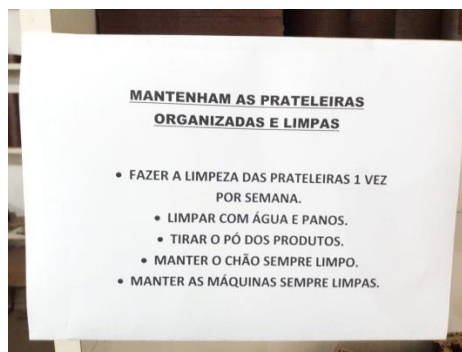 MANTENHAM AS PRATELEIRAS
ORGANIZADAS E LIMPAS
• FAZER A LIMPEZA DAS PRATELEIRAS 1 VEZ
POR SEMANA.
• LIMPAR COM ÁGUA E PANOS.
• TIRAR O PÓ DOS PRODUTOS.
• MANTER O CHÃO SEMPRE LIMPO.
• MANTER AS MÁQUINAS SEMPRE LIMPAS.